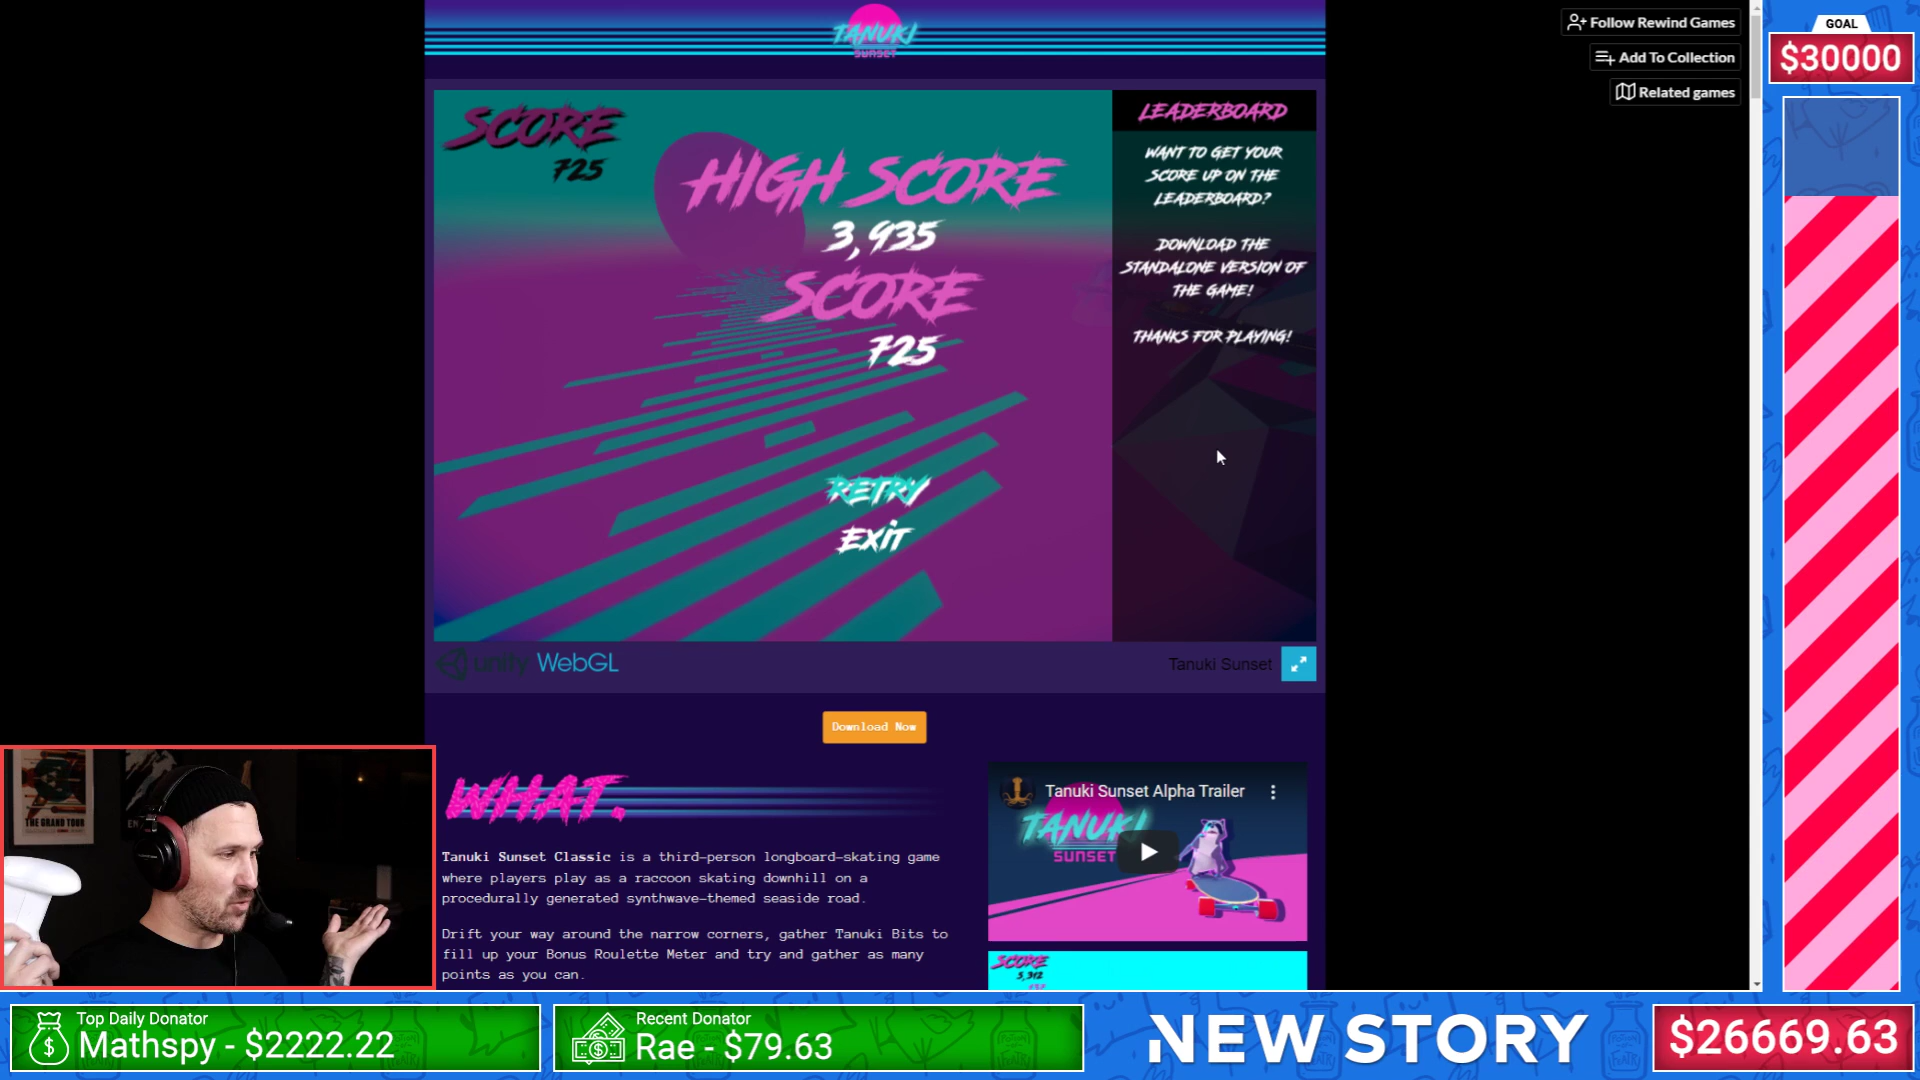 TANUKI
SUNSET
Follow Rewind Games
Add To Collection
Related games
GOAL
$30000
SCORE
725
HIGH SCORE
3,935
SCORE
725
RETRY
EXIT
LEADERBOARD
WANT TO GET YOUR
SCORE UP ON THE
LEADERBOARD?
DOWNLOAD THE
STANDALONE VERSION OF
THE GAME!
THANKS FOR PLAYING!
unity WebGL
Tanuki Sunset
Download Now
WHAT.
Tanuki Sunset Classic is a third-person longboard-skating game
where players play as a raccoon skating downhill on a
procedurally generated synthwave-themed seaside road.
Drift your way around the narrow corners, gather Tanuki Bits to
fill up your Bonus Roulette Meter and try and gather as many
points as you can.
Tanuki Sunset Alpha Trailer
TANUKI
SUNSET
SCORE
5,312
THE GRAND TOUR
Top Daily Donator
Mathspy - $2222.22
Recent Donator
Rae - $79.63
NEW STORY
$26669.63